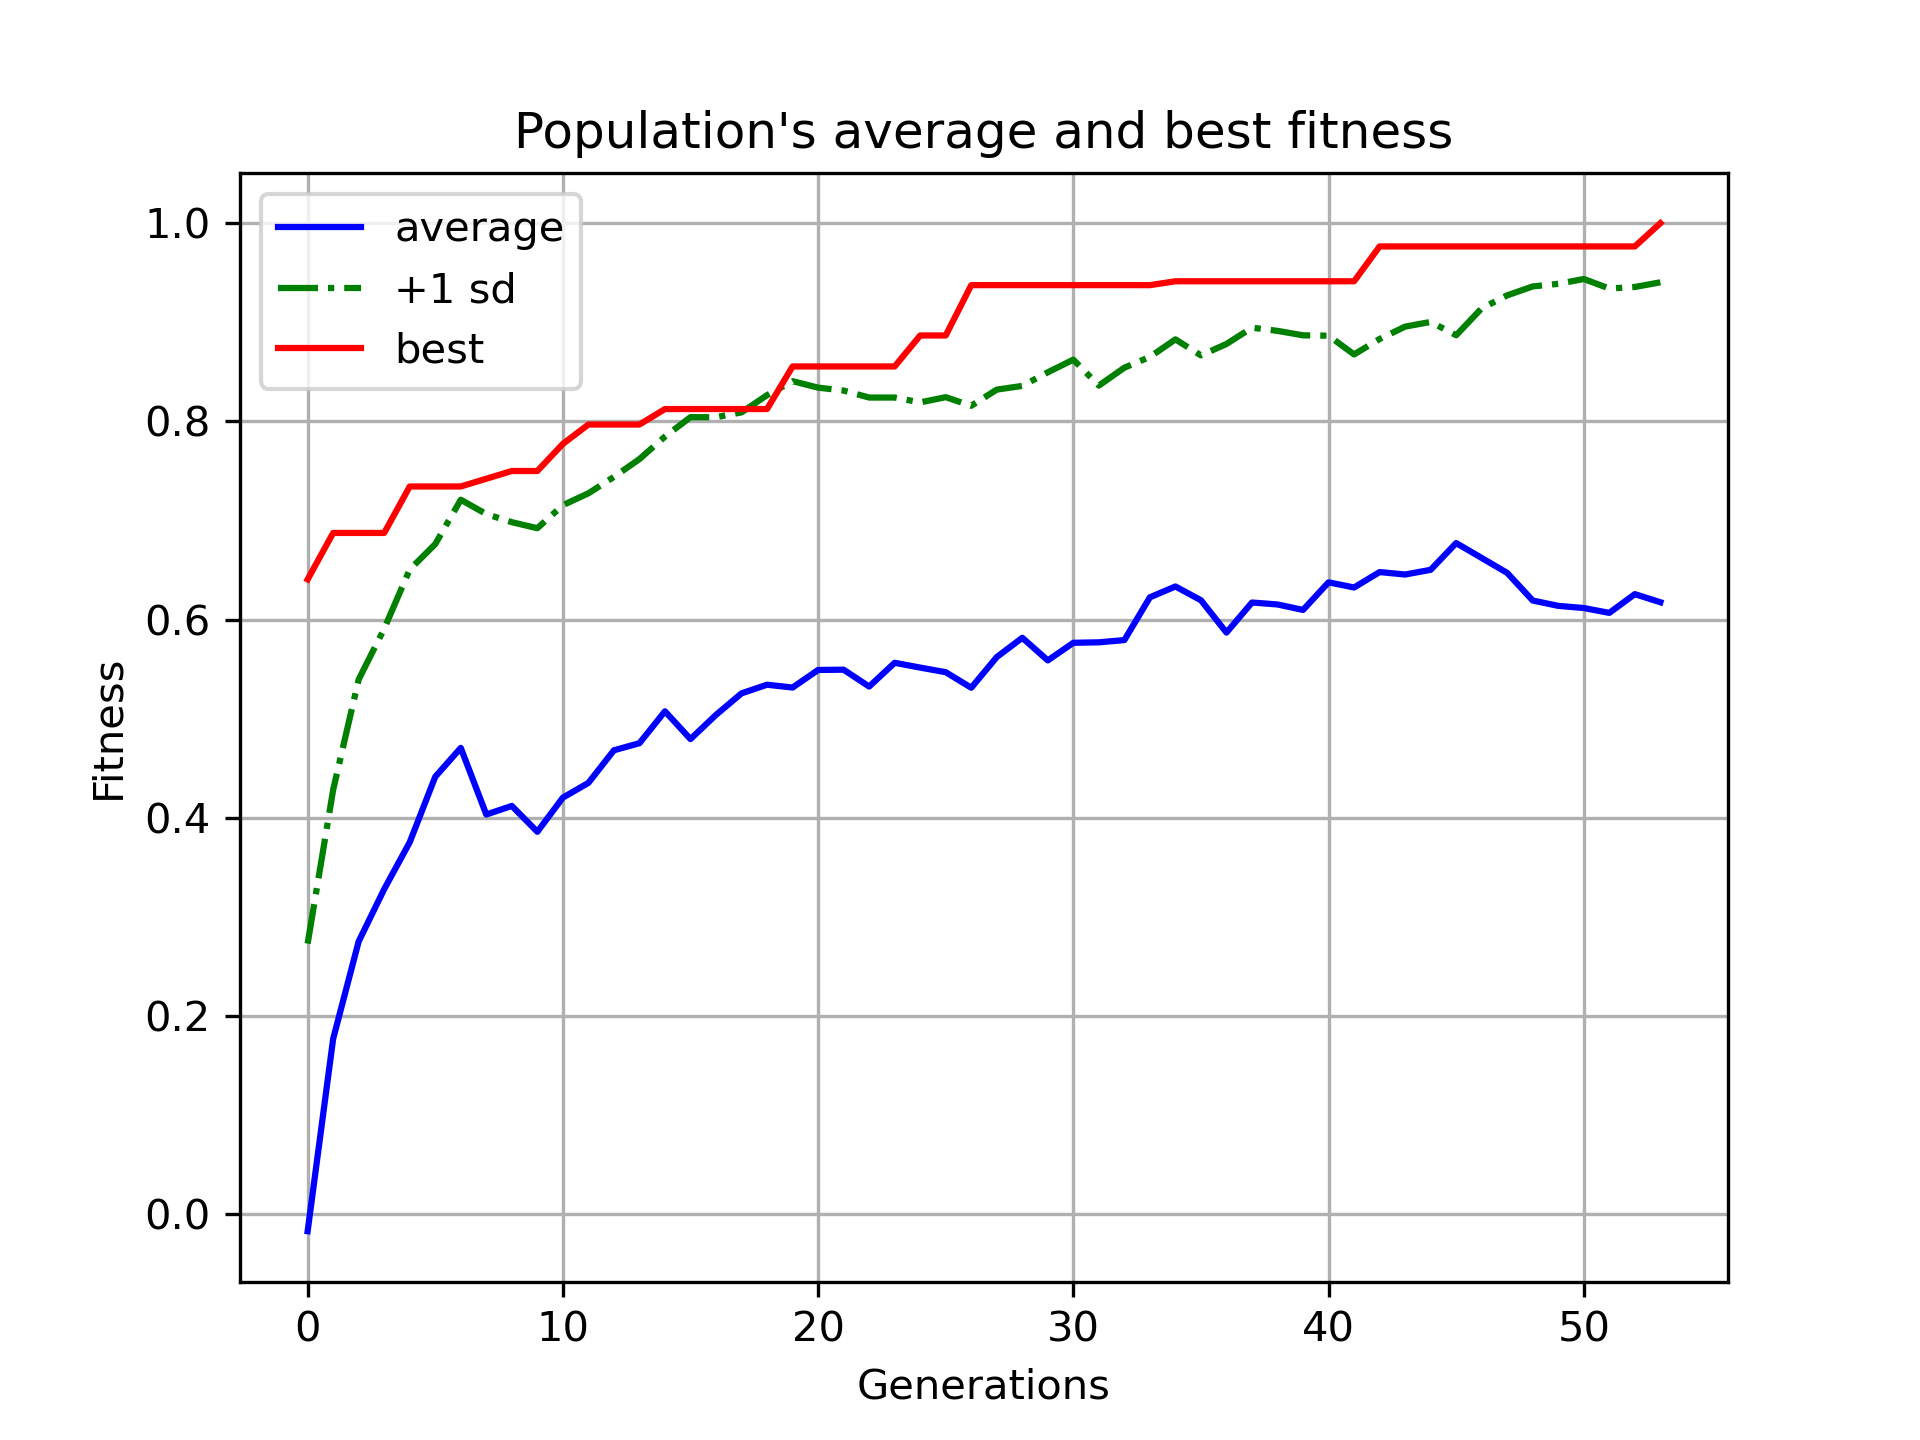 Population's average and best fitness
average
+1 sd
best
1.0
0.8
0.6
0.4
0.2
0.0
Fitness
0 10 20 30 40 50
Generations